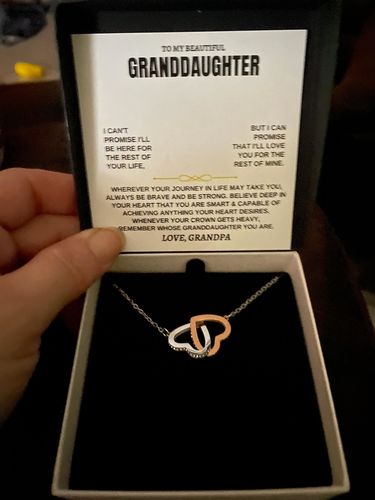 TO MY BEAUTIFUL
GRANDDAUGHTER
I CAN'T
PROMISE I'LL
BE HERE FOR
THE REST OF
YOUR LIFE,
BUT I CAN
PROMISE
THAT I'LL LOVE
YOU FOR THE
REST OF MINE.
WHEREVER YOUR JOURNEY IN LIFE MAY TAKE YOU,
ALWAYS BE BRAVE AND BE STRONG. BELIEVE DEEP IN
YOUR HEART THAT YOU ARE SMART & CAPABLE OF
ACHIEVING ANYTHING YOUR HEART DESIRES.
WHENEVER YOUR CROWN GETS HEAVY,
REMEMBER WHOSE GRANDDAUGHTER YOU ARE.
LOVE, GRANDPA